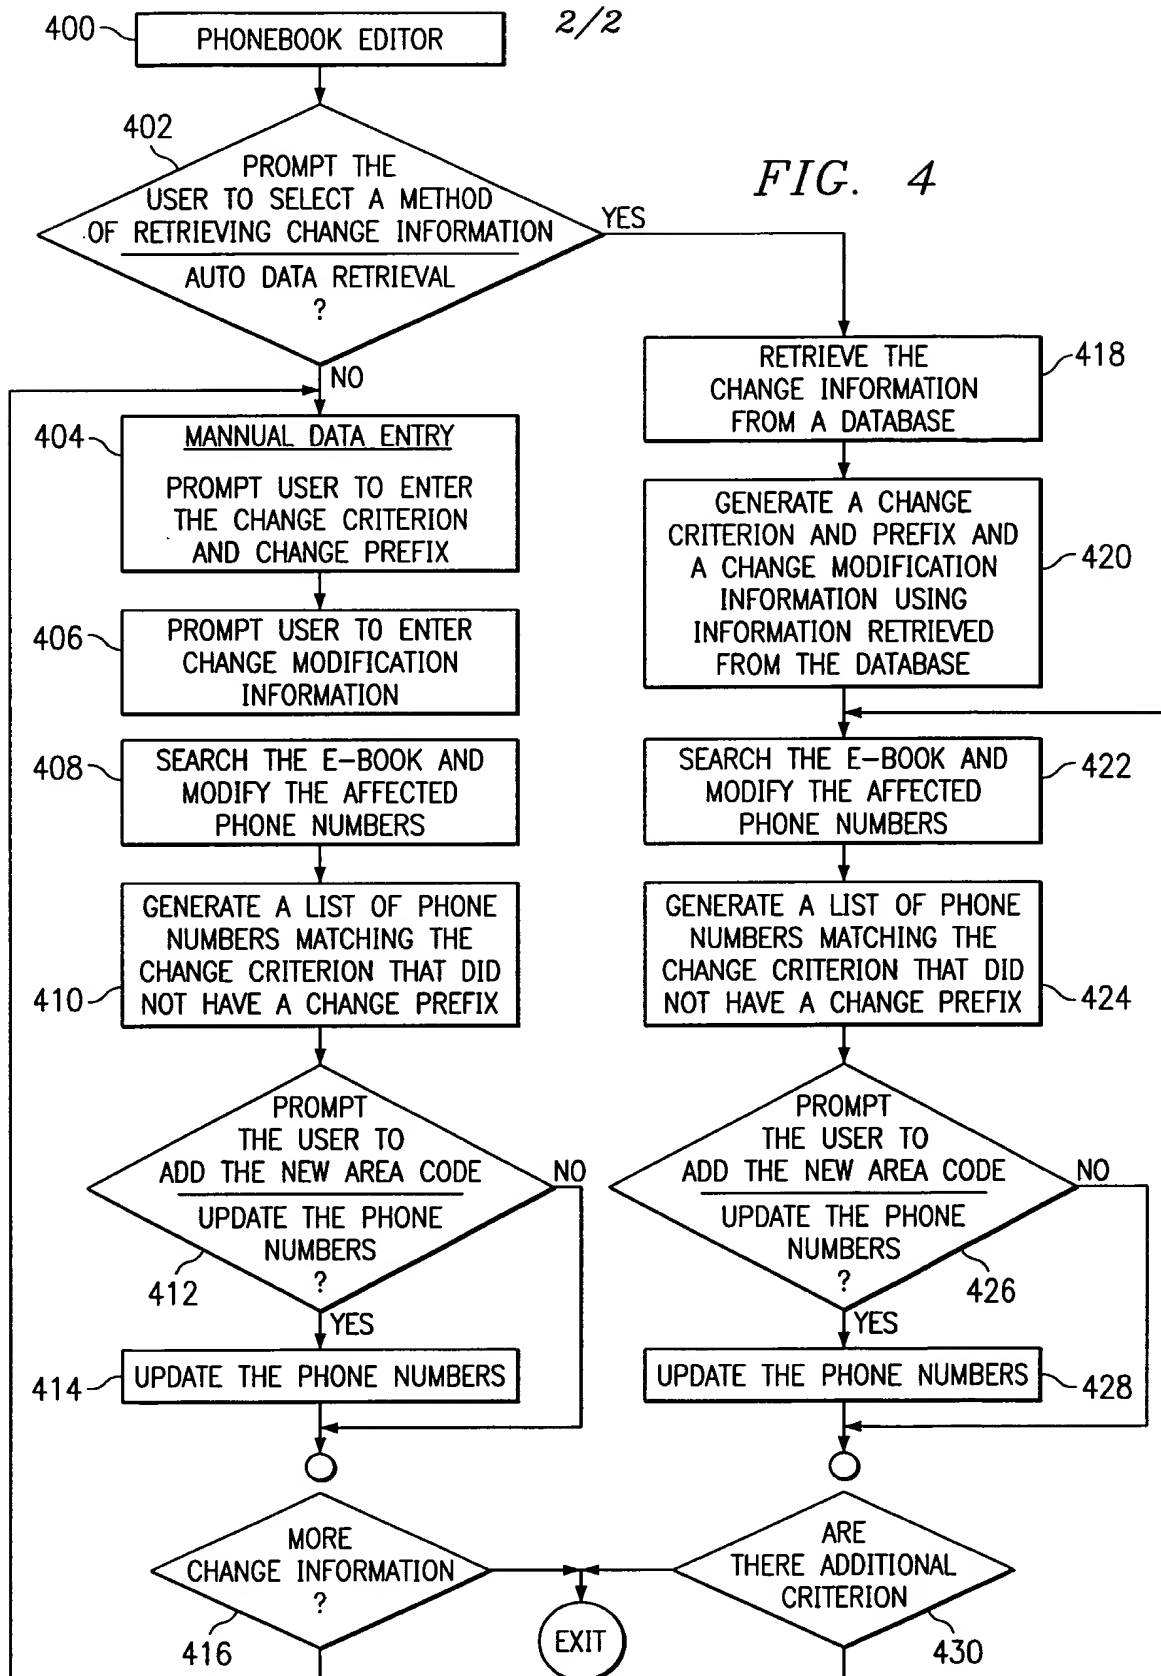 2/2
400
PHONEBOOK EDITOR
402
PROMPT THE
USER TO SELECT A METHOD
OF RETRIEVING CHANGE INFORMATION
AUTO DATA RETRIEVAL
?
YES
NO
FIG. 4
404
MANNUAL DATA ENTRY
PROMPT USER TO ENTER
THE CHANGE CRITERION
AND CHANGE PREFIX
406
PROMPT USER TO ENTER
CHANGE MODIFICATION
INFORMATION
408
SEARCH THE E-BOOK AND
MODIFY THE AFFECTED
PHONE NUMBERS
410
GENERATE A LIST OF PHONE
NUMBERS MATCHING THE
CHANGE CRITERION THAT DID
NOT HAVE A CHANGE PREFIX
PROMPT
THE USER TO
ADD THE NEW AREA CODE
UPDATE THE PHONE
NUMBERS
?
412
NO
YES
414
UPDATE THE PHONE NUMBERS
MORE
CHANGE INFORMATION
?
416
RETRIEVE THE
CHANGE INFORMATION
FROM A DATABASE
418
GENERATE A CHANGE
CRITERION AND PREFIX AND
A CHANGE MODIFICATION
INFORMATION USING
INFORMATION RETRIEVED
FROM THE DATABASE
420
SEARCH THE E-BOOK AND
MODIFY THE AFFECTED
PHONE NUMBERS
422
GENERATE A LIST OF PHONE
NUMBERS MATCHING THE
CHANGE CRITERION THAT DID
NOT HAVE A CHANGE PREFIX
424
PROMPT
THE USER TO
ADD THE NEW AREA CODE
UPDATE THE PHONE
NUMBERS
?
426
NO
YES
UPDATE THE PHONE NUMBERS
428
ARE
THERE ADDITIONAL
CRITERION
430
EXIT